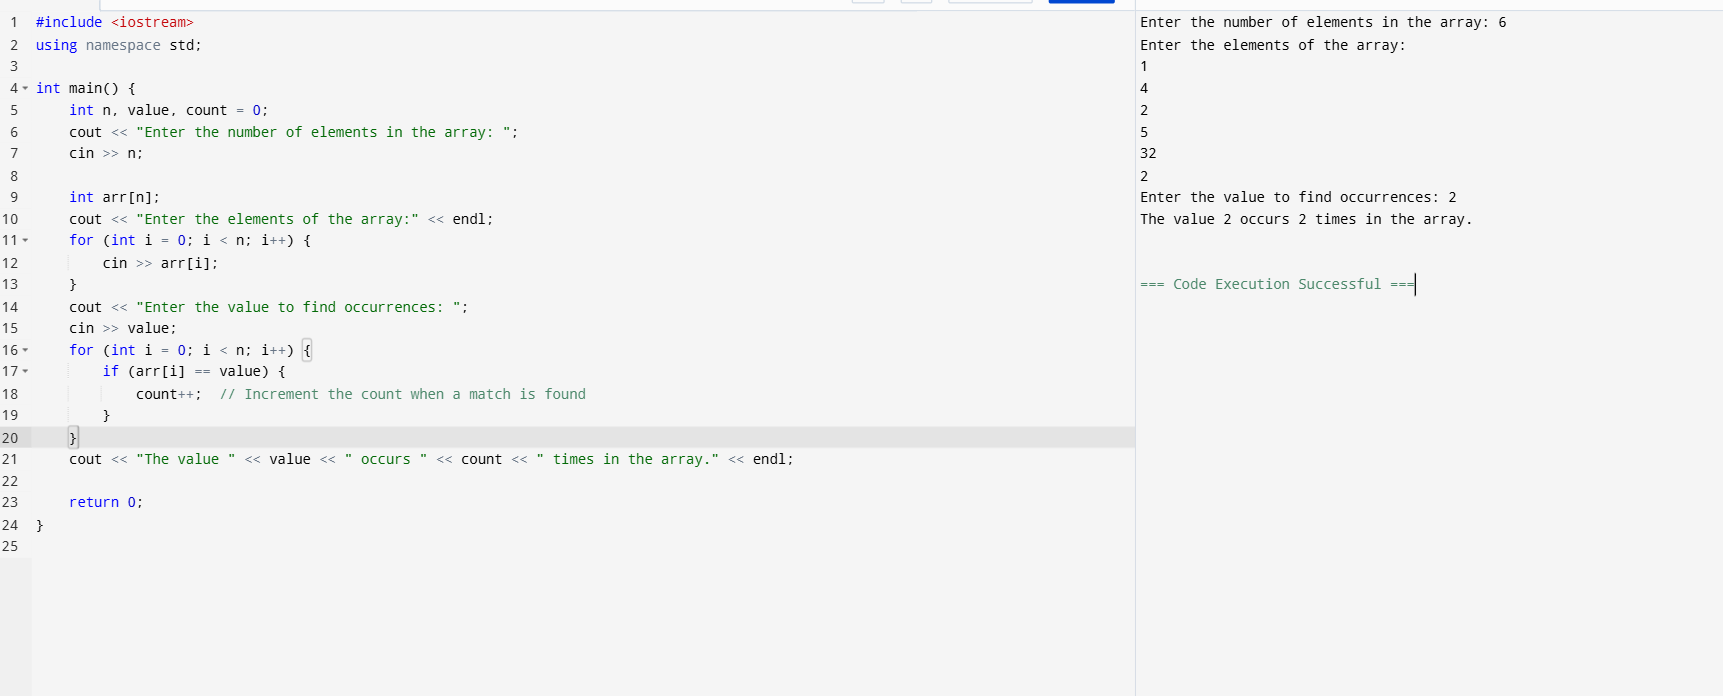 1 #include <iostream>
2 using namespace std;
3
4 int main() {
5     int n, value, count = 0;
6     cout << "Enter the number of elements in the array: ";
7     cin >> n;
8
9     int arr[n];
10     cout << "Enter the elements of the array:" << endl;
11     for (int i = 0; i < n; i++) {
12         cin >> arr[i];
13     }
14     cout << "Enter the value to find occurrences: ";
15     cin >> value;
16     for (int i = 0; i < n; i++) {
17         if (arr[i] == value) {
18             count++;  // Increment the count when a match is found
19         }
20     }
21     cout << "The value " << value << " occurs " << count << " times in the array." << endl;
22
23     return 0;
24 }
25
Enter the number of elements in the array: 6
Enter the elements of the array:
1
4
2
5
32
2
Enter the value to find occurrences: 2
The value 2 occurs 2 times in the array.
=== Code Execution Successful ===